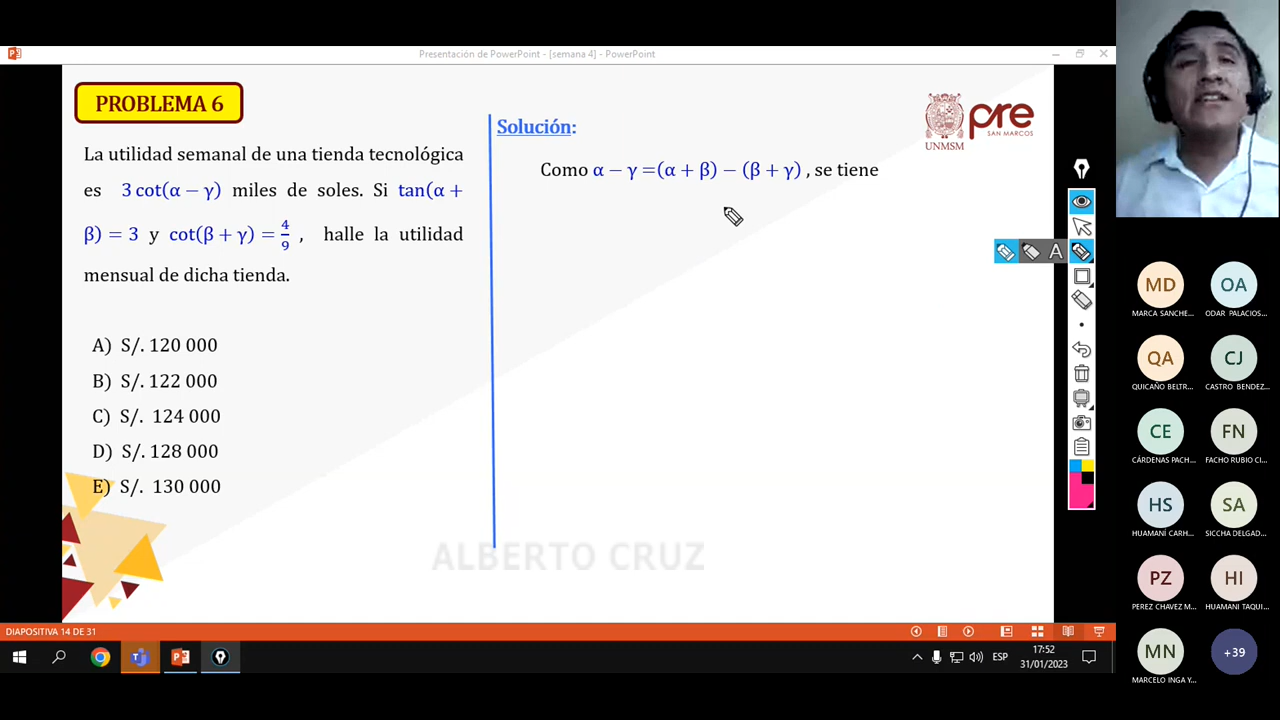 Presentación de PowerPoint - [semana 4] - PowerPoint
PROBLEMA 6
La utilidad semanal de una tienda tecnológica
es 3 cot(α − γ) miles de soles. Si tan(α +
β) = 3 y cot(β + γ) = 4/9 , halle la utilidad
mensual de dicha tienda.
A) S/. 120 000
B) S/. 122 000
C) S/. 124 000
D) S/. 128 000
E) S/. 130 000
Solución:
Como α − γ =(α + β) − (β + γ) , se tiene
UNMSM
pre
SAN MARCOS
A
ALBERTO CRUZ
DIAPOSITIVA 14 DE 31
ESP
17:52
31/01/2023
MD
MARCA SANCHE...
OA
ODAR PALACIOS...
QA
QUICAÑO BELTR...
CJ
CASTRO BENDEZ...
CE
CÁRDENAS PACH...
FN
FACHO RUBIO CI...
HS
HUAMANÍ CARH...
SA
SICCHA DELGAD...
PZ
PEREZ CHAVEZ M...
HI
HUAMANI TAQUI...
MN
MARCELO INGA Y...
+39